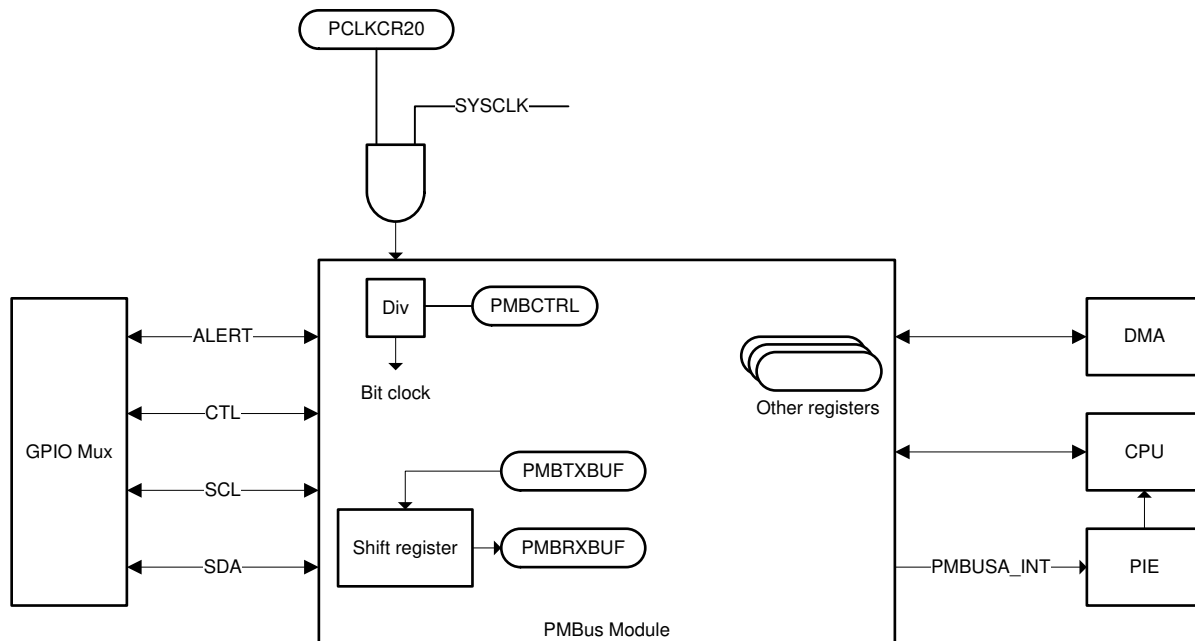 PCLKCR20
SYSCLK
Div
PMBCTRL
Bit clock
Other registers
GPIO Mux
ALERT
CTL
SCL
SDA
PMBTXBUF
Shift register
PMBRXBUF
DMA
CPU
PMBUSA_INT
PIE
PMBus Module